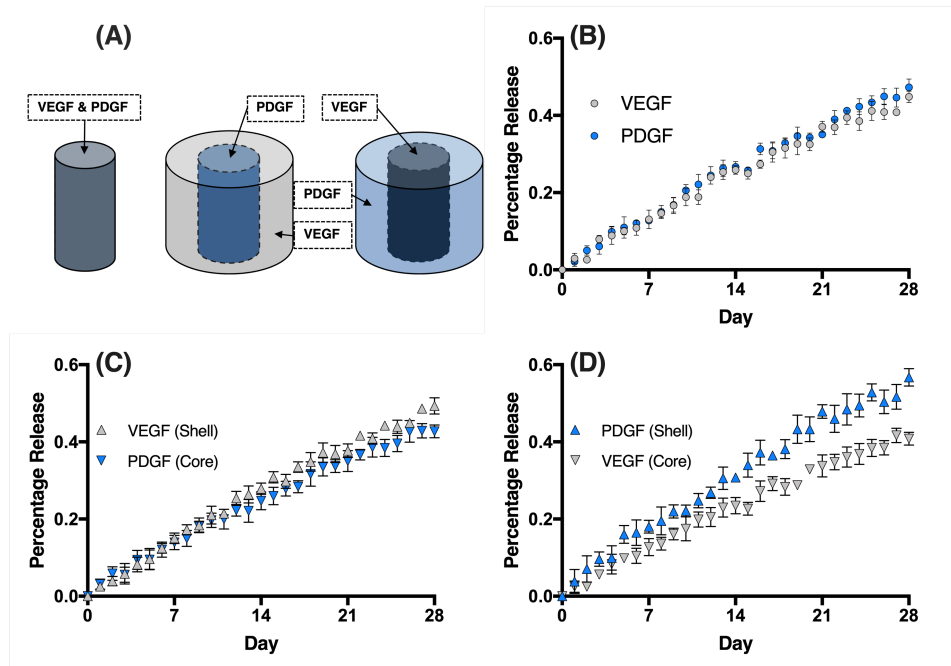 (A)
VEGF & PDGF
PDGF
VEGF
PDGF
VEGF
(B)
Percentage Release
0.6
0.4
0.2
0.0
VEGF
PDGF
0
7
14
21
28
Day
(C)
Percentage Release
0.6
0.4
0.2
0.0
VEGF (Shell)
PDGF (Core)
0
7
14
21
28
Day
(D)
Percentage Release
0.6
0.4
0.2
0.0
PDGF (Shell)
VEGF (Core)
0
7
14
21
28
Day